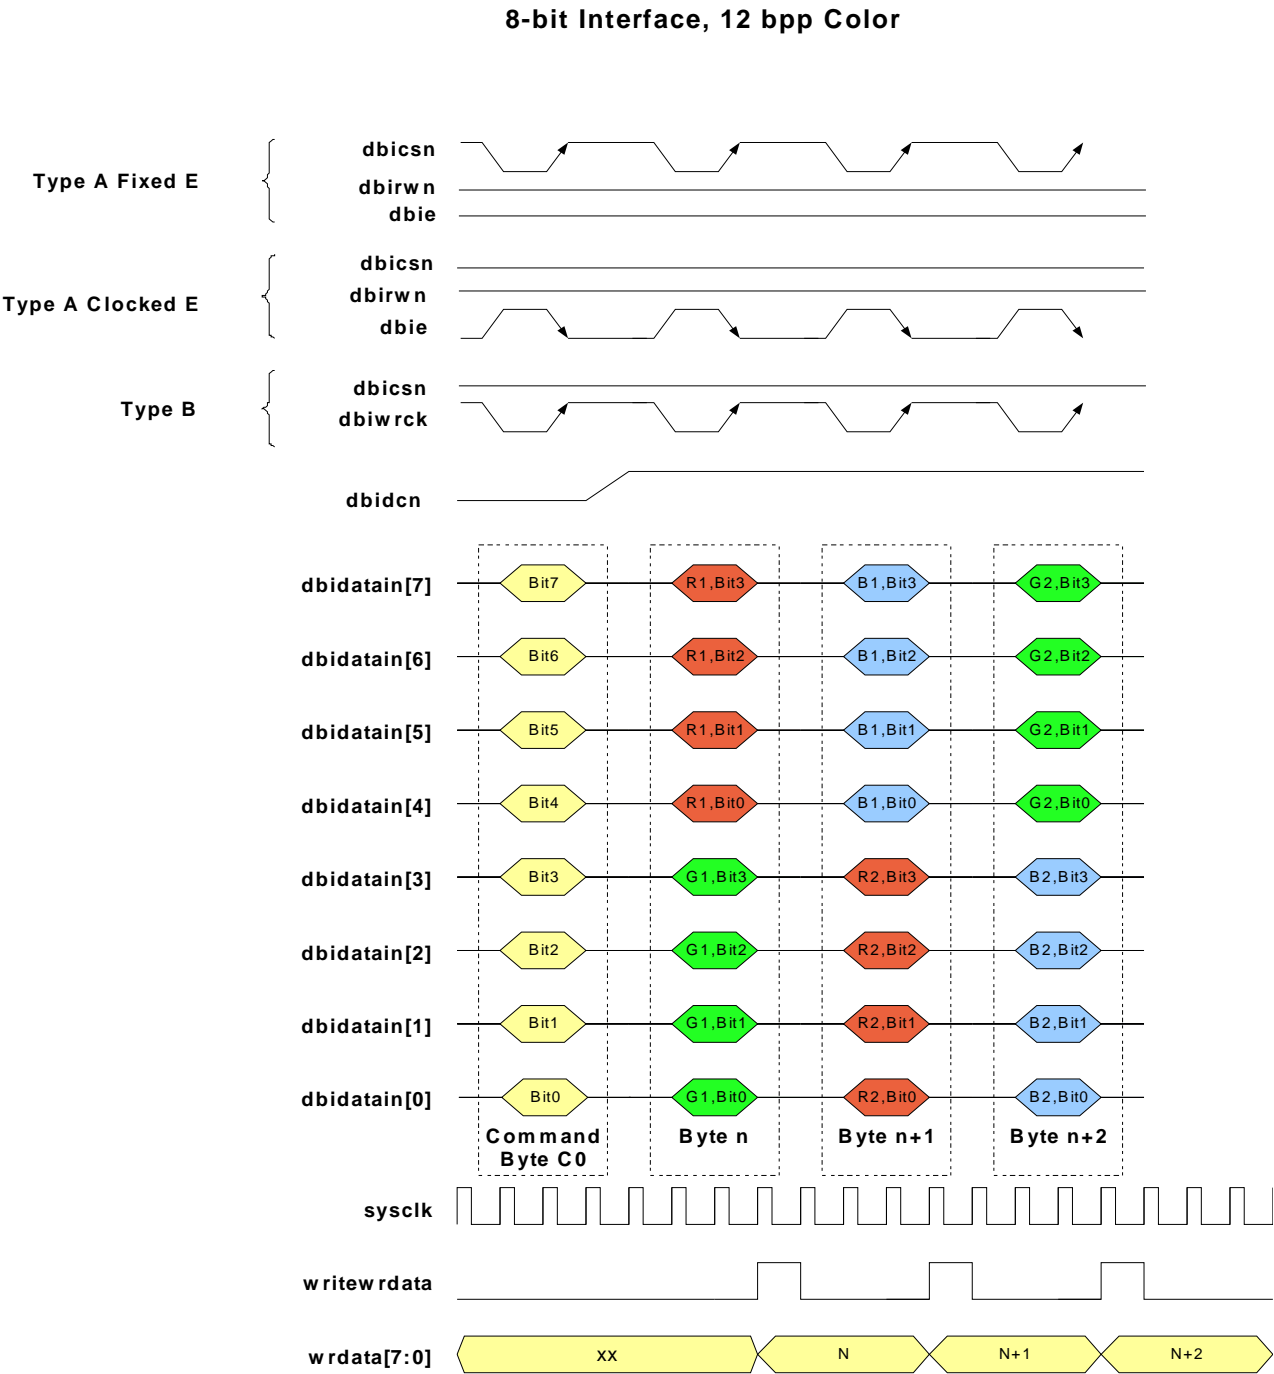 8-bit Interface, 12 bpp Color
dbicsn
Type A Fixed E
dbirwn
dbie
dbicsn
dbirwn
Type A Clocked E
dbie
dbicsn
Type B
dbiwrck
dbidcn
dbidatain[7] Bit7 R1,Bit3 B1,Bit3 G2,Bit3
dbidatain[6] Bit6 R1,Bit2 B1,Bit2 G2,Bit2
dbidatain[5] Bit5 R1,Bit1 B1,Bit1 G2,Bit1
dbidatain[4] Bit4 R1,Bit0 B1,Bit0 G2,Bit0
dbidatain[3] Bit3 G1,Bit3 R2,Bit3 B2,Bit3
dbidatain[2] Bit2 G1,Bit2 R2,Bit2 B2,Bit2
dbidatain[1] Bit1 G1,Bit1 R2,Bit1 B2,Bit1
dbidatain[0] Bit0 G1,Bit0 R2,Bit0 B2,Bit0
Command Byte n Byte n+1 Byte n+2
Byte C0
sysclk
writewrdata
wrdata[7:0] xx N N+1 N+2